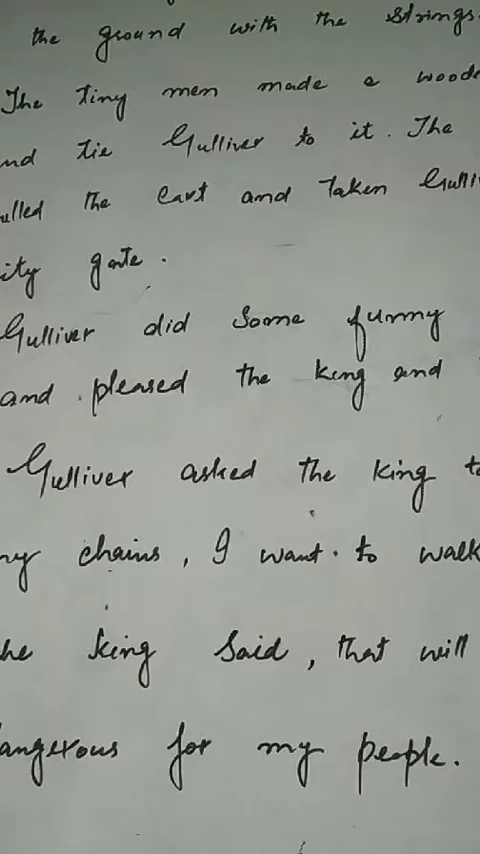 the ground with the strings.
The tiny men made a woode
nd tie Gulliver to it. The
ulled the cart and taken Gulli
ity gate.
Gulliver did some funny
and pleased the king and
Gulliver asked the king to
ny chains, I want to walk
he king said, that will
angerous for my people.